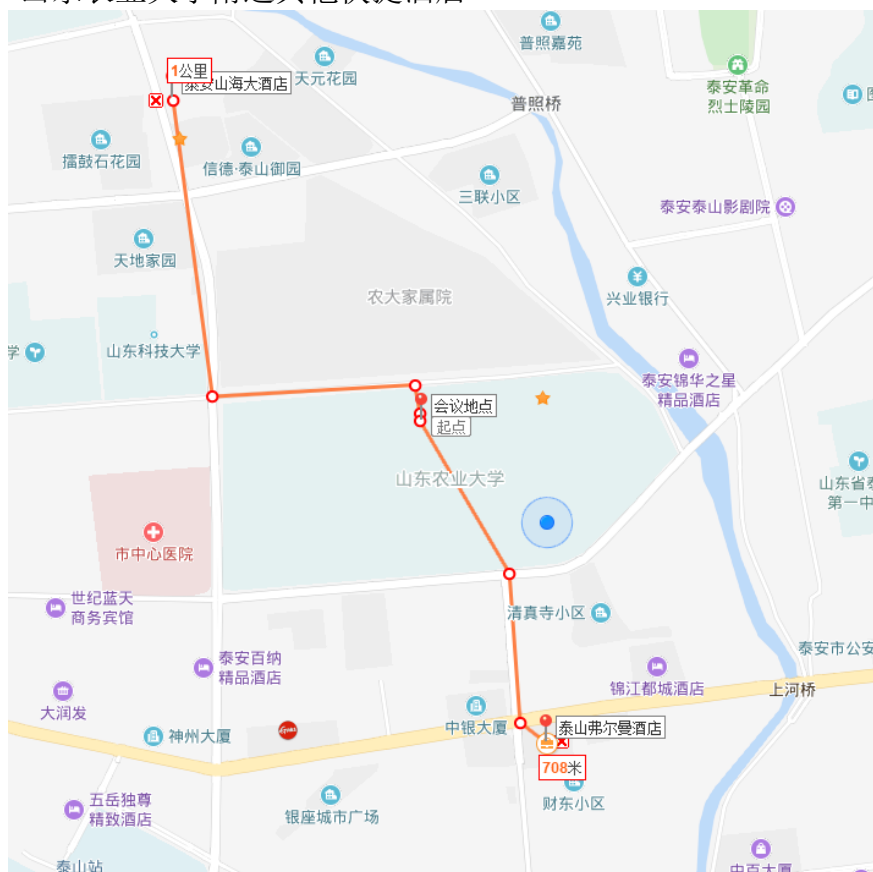 普照嘉苑
1公里
泰安山海大酒店
天元花园
泰安革命
烈士陵园
普照桥
擂鼓石花园
信德·泰山御园
三联小区
泰安泰山影剧院
天地家园
农大家属院
兴业银行
学
山东科技大学
泰安锦华之星
精品酒店
会议地点
起点
山东农业大学
山东省泰
第一中
市中心医院
世纪蓝天
商务宾馆
清真寺小区
泰安市公安
泰安百纳
精品酒店
锦江都城酒店
上河桥
大润发
中银大厦
泰山弗尔曼酒店
神州大厦
708米
五岳独尊
精致酒店
银座城市广场
财东小区
泰山站
中百大厦